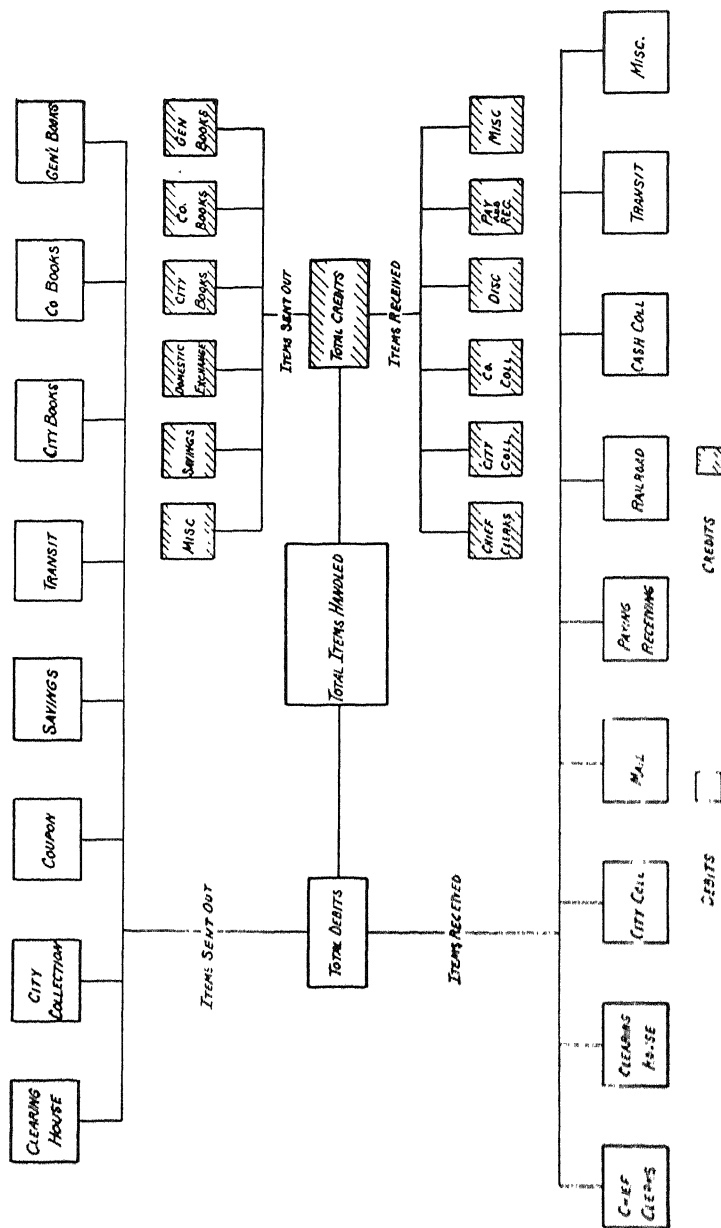 CLEARING
HOUSE
CITY
COLLECTION
COUPON
SAVINGS
TRANSIT
CITY BOOKS
CO BOOKS
GEN'L BOOKS
ITEMS SENT OUT
MISC
SAVINGS
DOMESTIC
EXCHANGE
CITY
BOOKS
CO.
BOOKS
GEN
BOOKS
ITEMS SENT OUT
TOTAL DEBITS
TOTAL ITEMS HANDLED
TOTAL CREDITS
ITEMS RECEIVED
ITEMS RECEIVED
CHIEF
CLERKS
CITY
COLL
CO.
COLL
DISC
PAY
AND
REC.
MISC
CHIEF
CLERKS
CLEARING
HOUSE
CITY COLL
MAIL
PAYING
RECEIVING
RAILROAD
CASH COLL
TRANSIT
MISC.
DEBITS
CREDITS